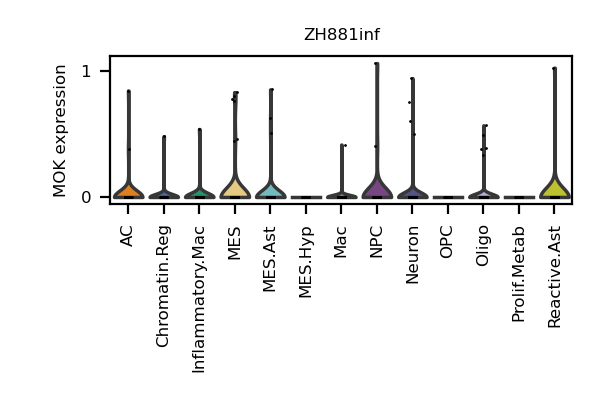 ZH881inf
MOK expression
1
0
AC
Chromatin.Reg
Inflammatory.Mac
MES
MES.Ast
MES.Hyp
Mac
NPC
Neuron
OPC
Oligo
Prolif.Metab
Reactive.Ast